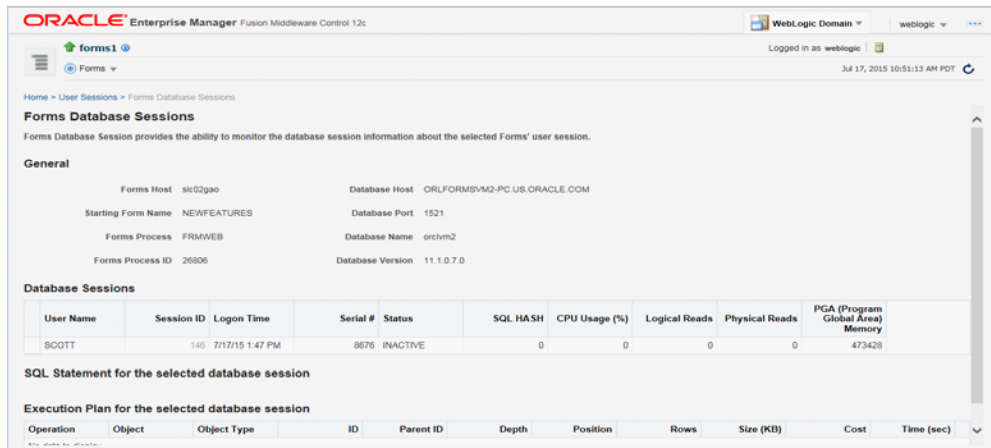 ORACLE Enterprise Manager Fusion Middleware Control 12c
WebLogic Domain
weblogic
forms1
Logged in as weblogic
Forms
Jul 17, 2015 10:51:13 AM PDT
Home > User Sessions > Forms Database Sessions
Forms Database Sessions
Forms Database Session provides the ability to monitor the database session information about the selected Forms' user session.
General
Forms Host slc02gao Database Host ORLFORMSVM2-PC.US.ORACLE.COM
Starting Form Name NEWFEATURES Database Port 1521
Forms Process FRMWEB Database Name orclvm2
Forms Process ID 26806 Database Version 11.1.0.7.0
Database Sessions
User Name Session ID Logon Time Serial # Status SQL HASH CPU Usage (%) Logical Reads Physical Reads PGA (Program Global Area) Memory
SCOTT 146 7/17/15 1:47 PM 8676 INACTIVE 0 0 0 0 473428
SQL Statement for the selected database session
Execution Plan for the selected database session
Operation Object Object Type ID Parent ID Depth Position Rows Size (KB) Cost Time (sec)
No data to display